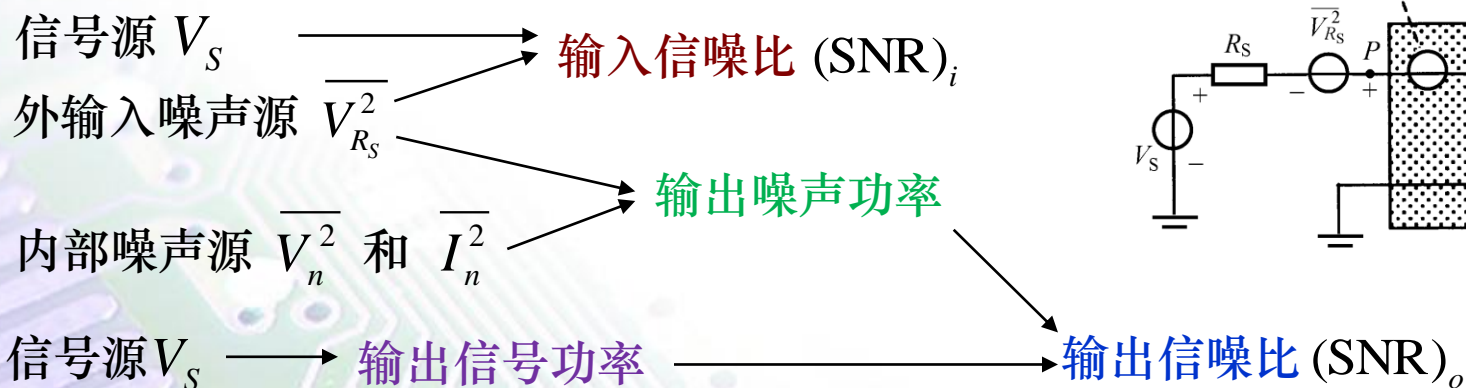 信号源 $V_S$
输入信噪比 $(\mathrm{SNR})_i$
外输入噪声源 $\overline{V_{R_S}^2}$
输出噪声功率
内部噪声源 $\overline{V_n^2}$ 和 $\overline{I_n^2}$
信号源$V_S$
输出信号功率
输出信噪比 $(\mathrm{SNR})_o$
$R_S$
$\overline{V_{R_S}^2}$
P
+
−
+
$V_S$
−